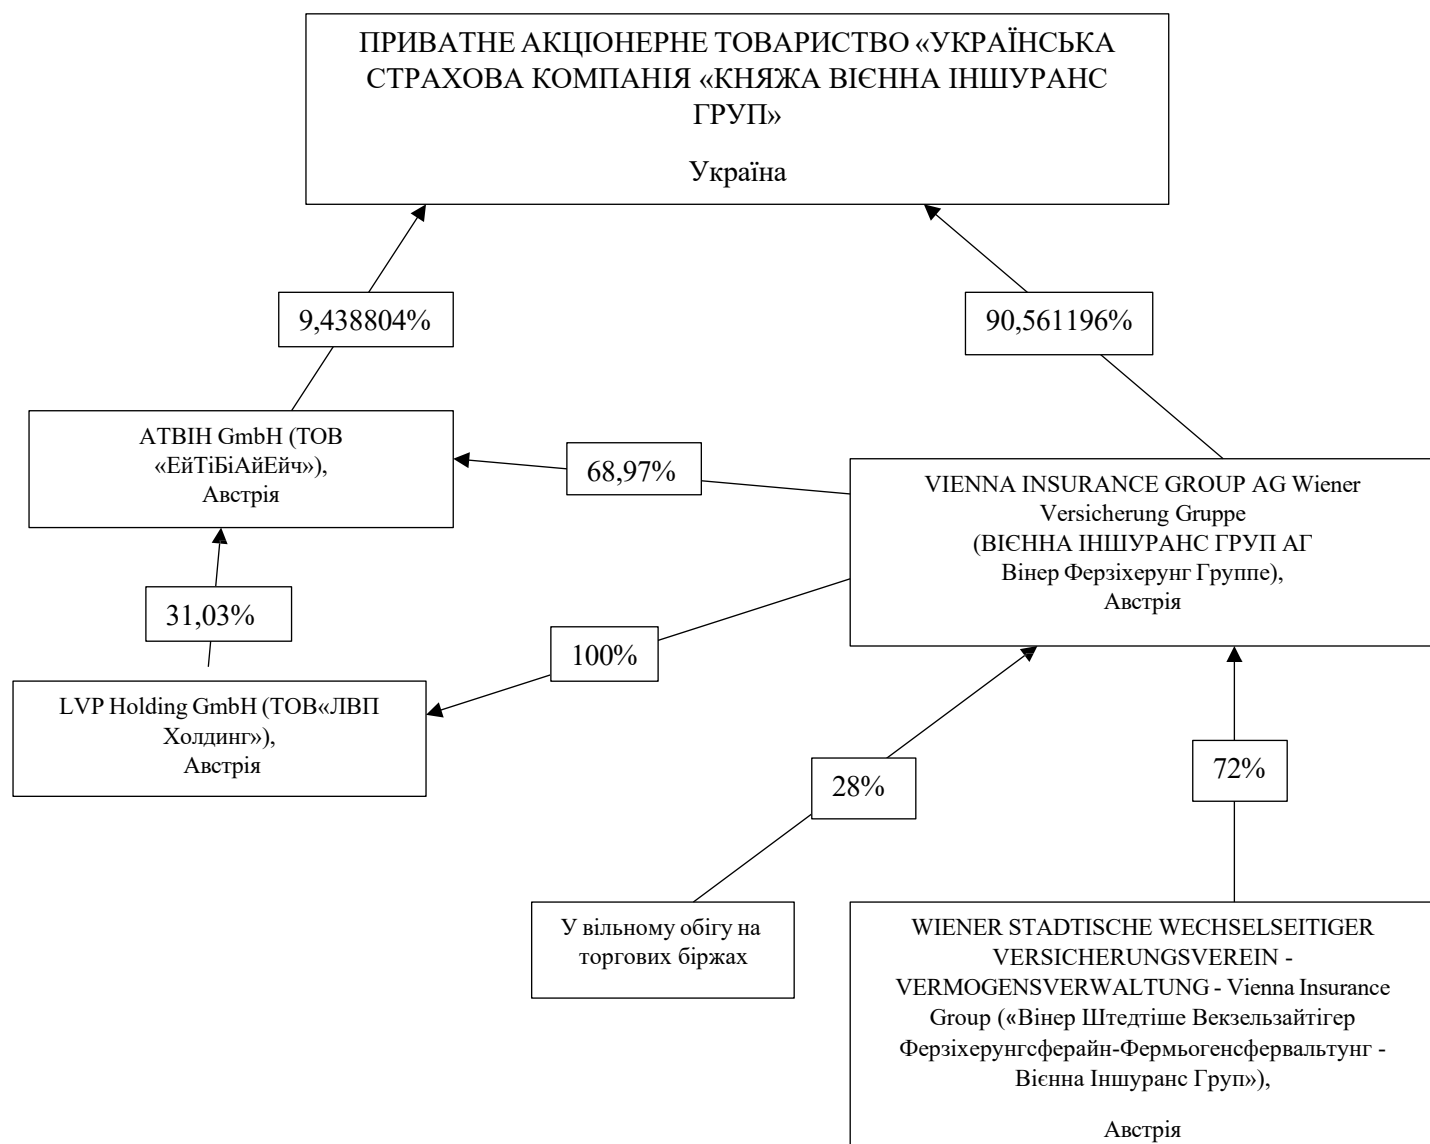 ПРИВАТНЕ АКЦІОНЕРНЕ ТОВАРИСТВО «УКРАЇНСЬКА
СТРАХОВА КОМПАНІЯ «КНЯЖА ВІЄННА ІНШУРАНС
ГРУП»
Україна
9,438804%
90,561196%
ATBIH GmbH (ТОВ
«ЕйТіБіАйЕйч»),
Австрія
68,97%
VIENNA INSURANCE GROUP AG Wiener
Versicherung Gruppe
(ВІЄННА ІНШУРАНС ГРУП АГ
Вінер Ферзіхерунг Группе),
Австрія
31,03%
100%
LVP Holding GmbH (ТОВ«ЛВП
Холдинг»),
Австрія
28%
72%
У вільному обігу на
торгових біржах
WIENER STADTISCHE WECHSELSEITIGER
VERSICHERUNGSVEREIN -
VERMOGENSVERWALTUNG - Vienna Insurance
Group («Вінер Штедтіше Векзельзайтігер
Ферзіхерунгсферайн-Фермьогенсфервальтунг -
Вієнна Іншуранс Груп»),
Австрія